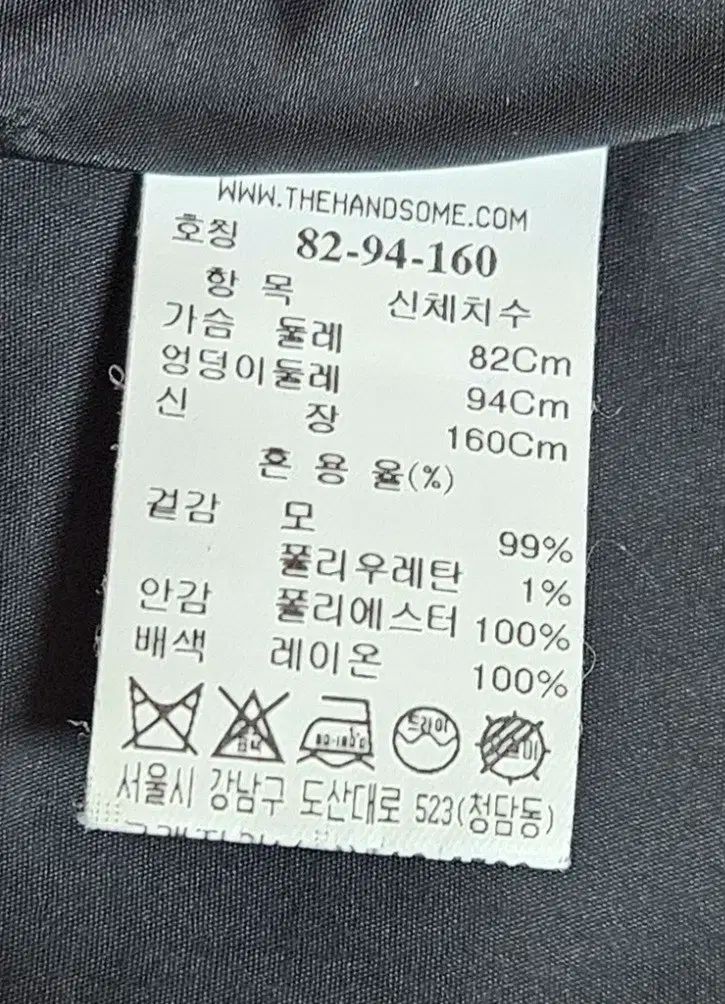 WWW.THEHANDSOME.COM
호칭 82-94-160
항 목 신체치수
가슴 둘레 82Cm
엉덩이둘레 94Cm
신 장 160Cm
혼 용 율(%)
겉감 모 99%
폴리우레탄 1%
안감 폴리에스터 100%
배색 레이온 100%
드라이
서울시 강남구 도산대로 523(청담동)